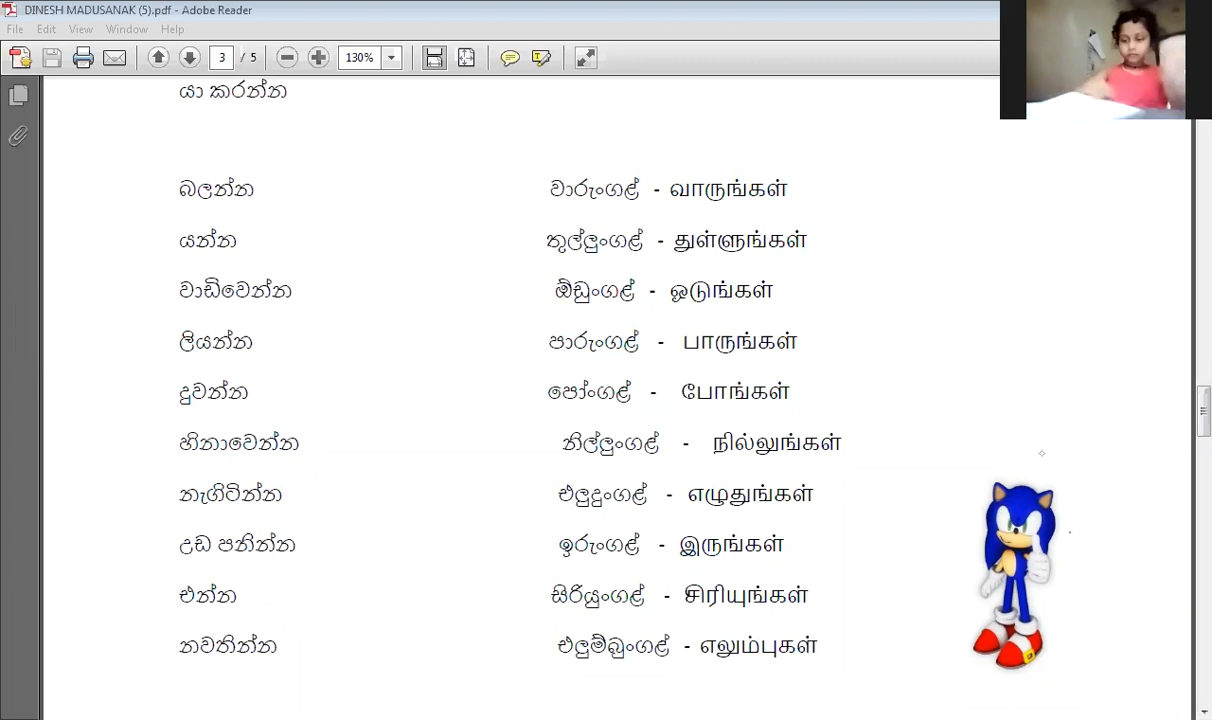 DINESH MADUSANAK (5).pdf - Adobe Reader
File Edit View Window Help
3 / 5 130%
යා කරන්න
බලන්න වාරුංගළ් - வாருங்கள்
යන්න තුල්ලුංගළ් - துள்ளுங்கள்
වාඩිවෙන්න ඕඩුංගළ් - ஓடுங்கள்
ලියන්න පාරුංගළ් - பாருங்கள்
දුවන්න පෝංගළ් - போங்கள்
හිනාවෙන්න නිල්ලුංගළ් - நில்லுங்கள்
නැගිටින්න එලුදුංගළ් - எழுதுங்கள்
උඩ පනින්න ඉරුංගළ් - இருங்கள்
එන්න සිරියුංගළ් - சிரியுங்கள்
නවතින්න එලුම්බුංගළ් - எலும்புகள்